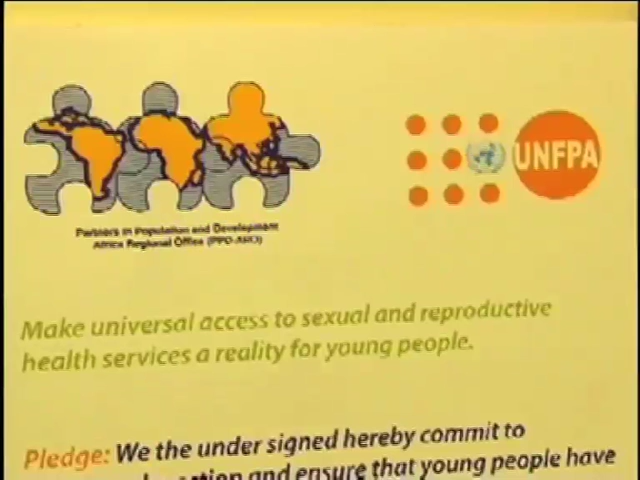 Partners in Population and Development
Africa Regional Office (PPD-ARO)
UNFPA
Make universal access to sexual and reproductive
health services a reality for young people.
Pledge: We the under signed hereby commit to
and ensure that young people have